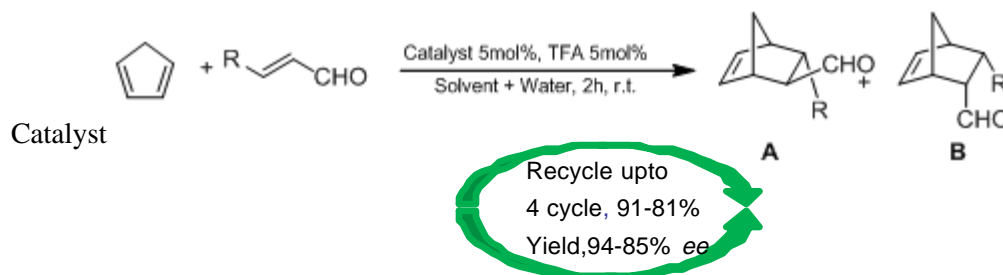 Catalyst 5mol%, TFA 5mol%
+ R CHO
Solvent + Water, 2h, r.t.
CHO +
R
R
CHO
Catalyst
A B
Recycle upto
4 cycle, 91-81%
Yield,94-85% ee